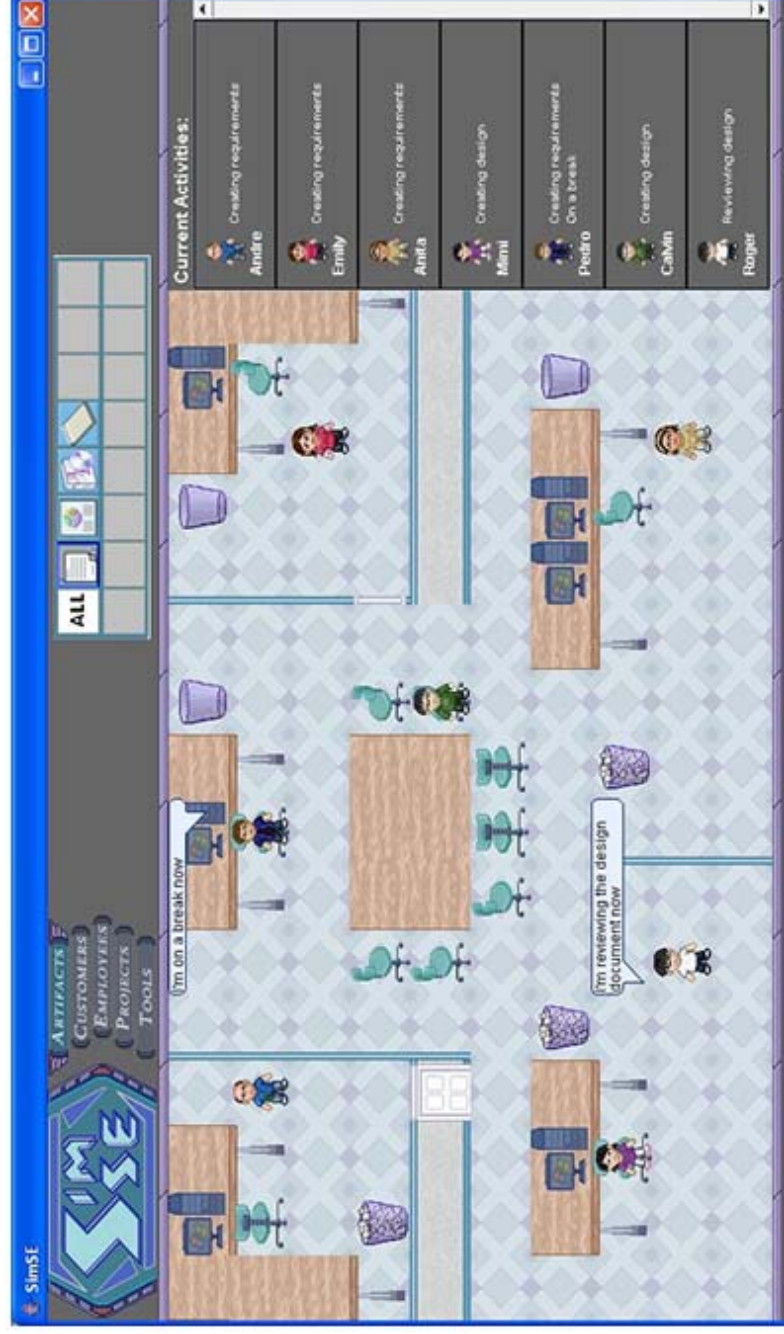 SimSE
SIM
SE
ARTIFACTS
CUSTOMERS
EMPLOYEES
PROJECTS
TOOLS
ALL
I'm on a break now
I'm reviewing the design
document now
Current Activities:
Andre
Creating requirements
Emily
Creating requirements
Anita
Creating requirements
Mimi
Creating design
Pedro
Creating requirements
On a break
Calvin
Creating design
Roger
Reviewing design